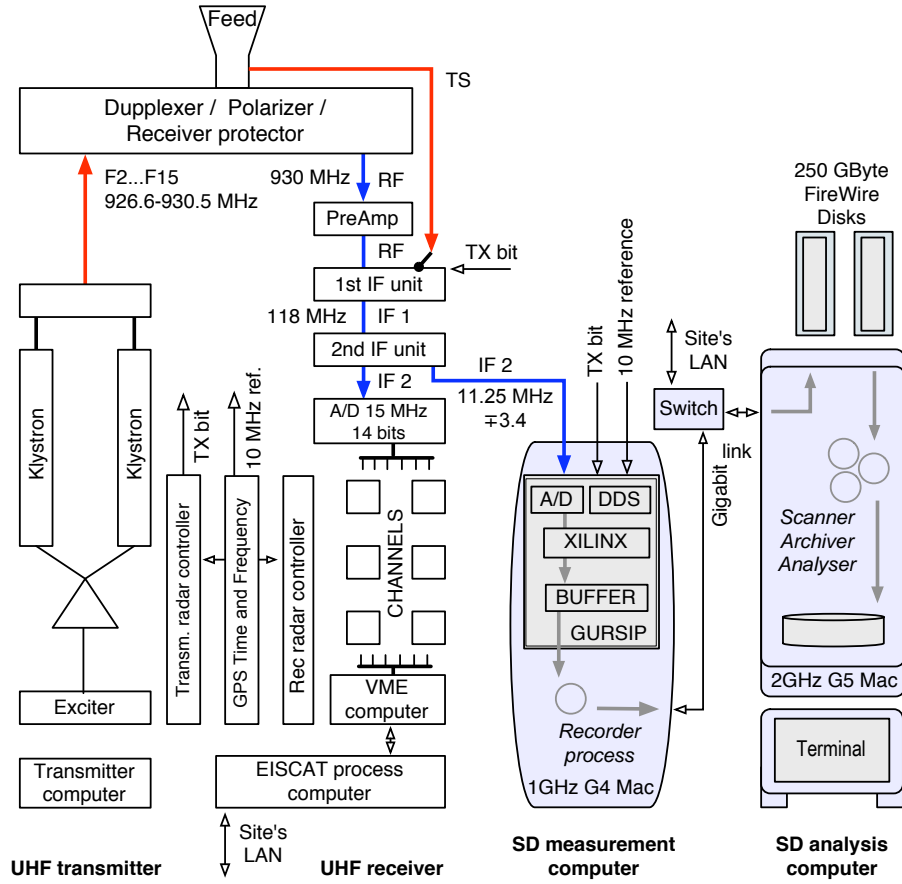 Feed
TS
Dupplexer / Polarizer /
Receiver protector
F2...F15
926.6-930.5 MHz
930 MHz
RF
PreAmp
RF
TX bit
1st IF unit
118 MHz
IF 1
2nd IF unit
IF 2
IF 2
11.25 MHz
∓3.4
A/D 15 MHz
14 bits
TX bit
10 MHz reference
250 GByte
FireWire
Disks
Site's
LAN
Switch
link
Gigabit
Klystron
Klystron
TX bit
10 MHz ref.
Transm. radar controller
GPS Time and Frequency
Rec radar controller
CHANNELS
A/D
DDS
XILINX
BUFFER
GURSIP
Scanner
Archiver
Analyser
2GHz G5 Mac
Exciter
VME
computer
Recorder
process
1GHz G4 Mac
Terminal
Transmitter
computer
EISCAT process
computer
Site's
LAN
UHF transmitter
UHF receiver
SD measurement
computer
SD analysis
computer